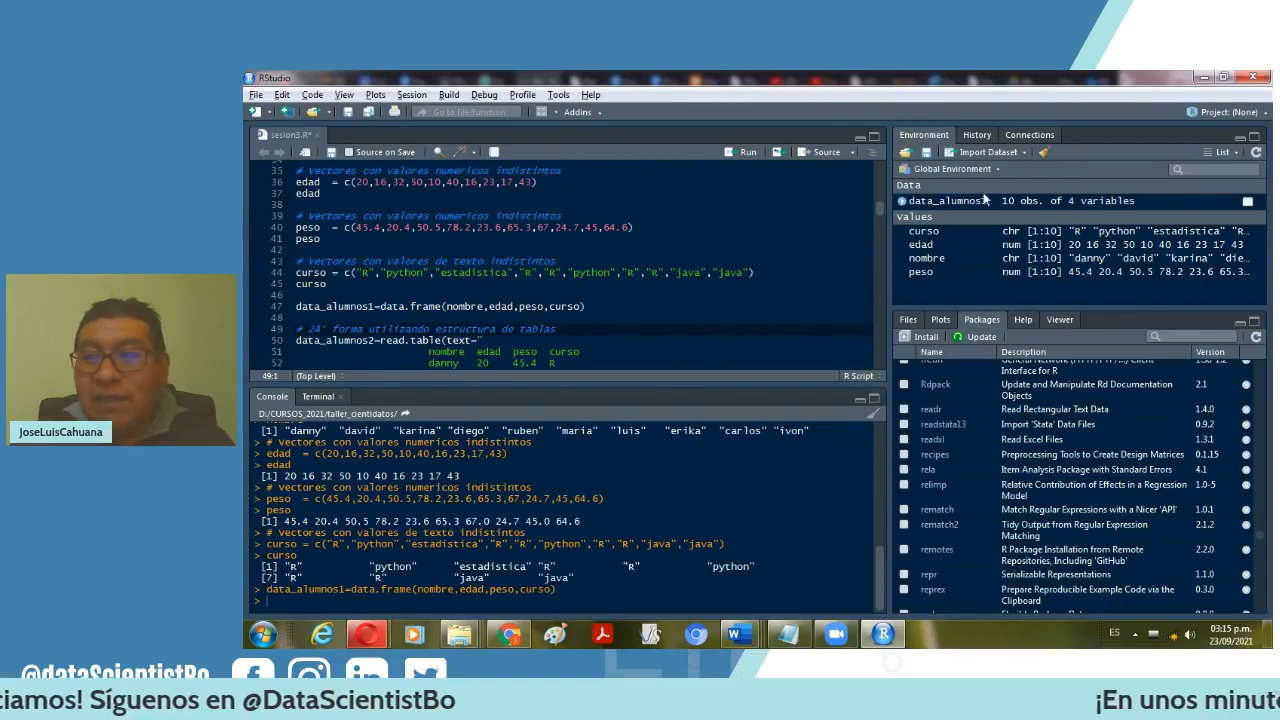 RStudio
File Edit Code View Plots Session Build Debug Profile Tools Help
Go to file/function Addins
Project: (None)
sesion3.R*
Source on Save Run Source
35 # Vectores con valores numericos indistintos
36 edad = c(20,16,32,50,10,40,16,23,17,43)
37 edad
38
39 # Vectores con valores numericos indistintos
40 peso = c(45.4,20.4,50.5,78.2,23.6,65.3,67,24.7,45,64.6)
41 peso
42
43 # Vectores con valores de texto indistintos
44 curso = c("R","python","estadistica","R","R","python","R","R","java","java")
45 curso
46
47 data_alumnos1=data.frame(nombre,edad,peso,curso)
48
49 # 2Âª forma utilizando estructura de tablas
50 data_alumnos2=read.table(text="
51 nombre edad peso curso
52 danny 20 45.4 R
49:1 (Top Level) R Script
Console Terminal
D:/CURSOS_2021/taller_cientidatos/
[1] "danny" "david" "karina" "diego" "ruben" "maria" "luis" "erika" "carlos" "ivon"
> # Vectores con valores numericos indistintos
> edad = c(20,16,32,50,10,40,16,23,17,43)
> edad
[1] 20 16 32 50 10 40 16 23 17 43
> # Vectores con valores numericos indistintos
> peso = c(45.4,20.4,50.5,78.2,23.6,65.3,67,24.7,45,64.6)
> peso
[1] 45.4 20.4 50.5 78.2 23.6 65.3 67.0 24.7 45.0 64.6
> # Vectores con valores de texto indistintos
> curso = c("R","python","estadistica","R","R","python","R","R","java","java")
> curso
[1] "R" "python" "estadistica" "R" "R" "python"
[7] "R" "R" "java" "java"
> data_alumnos1=data.frame(nombre,edad,peso,curso)
>
Environment History Connections
Import Dataset List
Global Environment
Data
data_alumnos1 10 obs. of 4 variables
Values
curso chr [1:10] "R" "python" "estadistica" "R…
edad num [1:10] 20 16 32 50 10 40 16 23 17 43
nombre chr [1:10] "danny" "david" "karina" "die…
peso num [1:10] 45.4 20.4 50.5 78.2 23.6 65.3…
Files Plots Packages Help Viewer
Install Update
Name Description Version
Interface for R
Rdpack Update and Manipulate Rd Documentation Objects 2.1
readr Read Rectangular Text Data 1.4.0
readstata13 Import 'Stata' Data Files 0.9.2
readxl Read Excel Files 1.3.1
recipes Preprocessing Tools to Create Design Matrices 0.1.15
rela Item Analysis Package with Standard Errors 4.1
relimp Relative Contribution of Effects in a Regression Model 1.0-5
rematch Match Regular Expressions with a Nicer 'API' 1.0.1
rematch2 Tidy Output from Regular Expression Matching 2.1.2
remotes R Package Installation from Remote Repositories, Including 'GitHub' 2.2.0
repr Serializable Representations 1.1.0
reprex Prepare Reproducible Example Code via the Clipboard 0.3.0
JoseLuisCahuana
ES 03:15 p.m.
23/09/2021
@dataScientistBo
ciamos! Síguenos en @DataScientistBo
¡En unos minuto